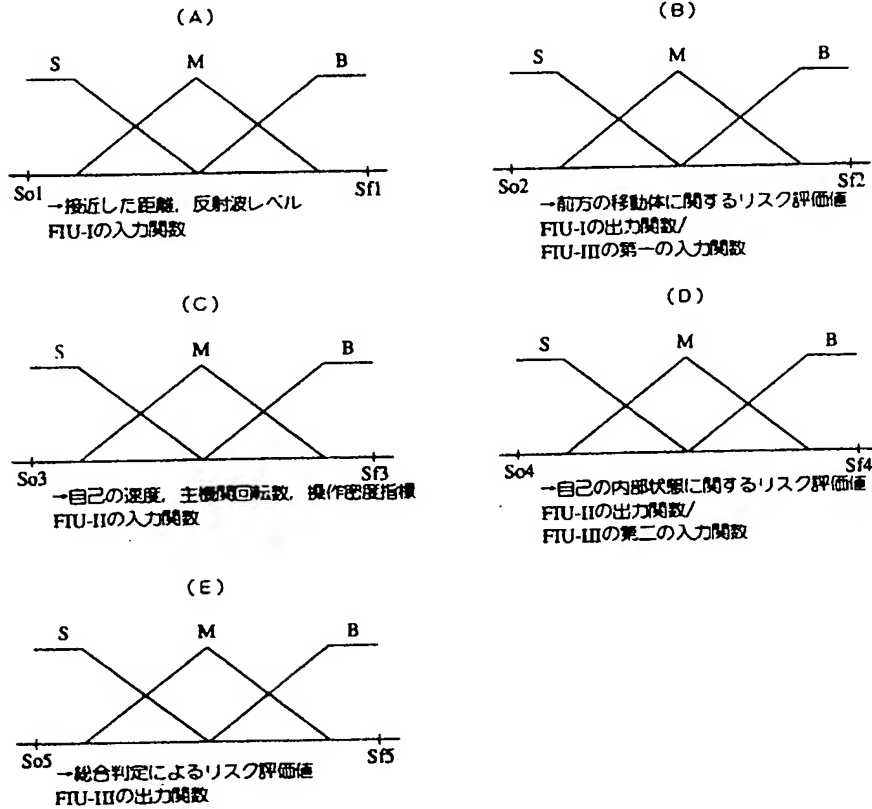 (A)
S M B
So1 Sf1
→接近した距離，反射波レベル
FIU-Iの入力関数
(B)
S M B
So2 Sf2
→前方の移動体に関するリスク評価値
FIU-Iの出力関数/
FIU-IIIの第一の入力関数
(C)
S M B
So3 Sf3
→自己の速度，主機関回転数，操作密度指標
FIU-IIの入力関数
(D)
S M B
So4 Sf4
→自己の内部状態に関するリスク評価値
FIU-IIの出力関数/
FIU-IIIの第二の入力関数
(E)
S M B
So5 Sf5
→総合判定によるリスク評価値
FIU-IIIの出力関数